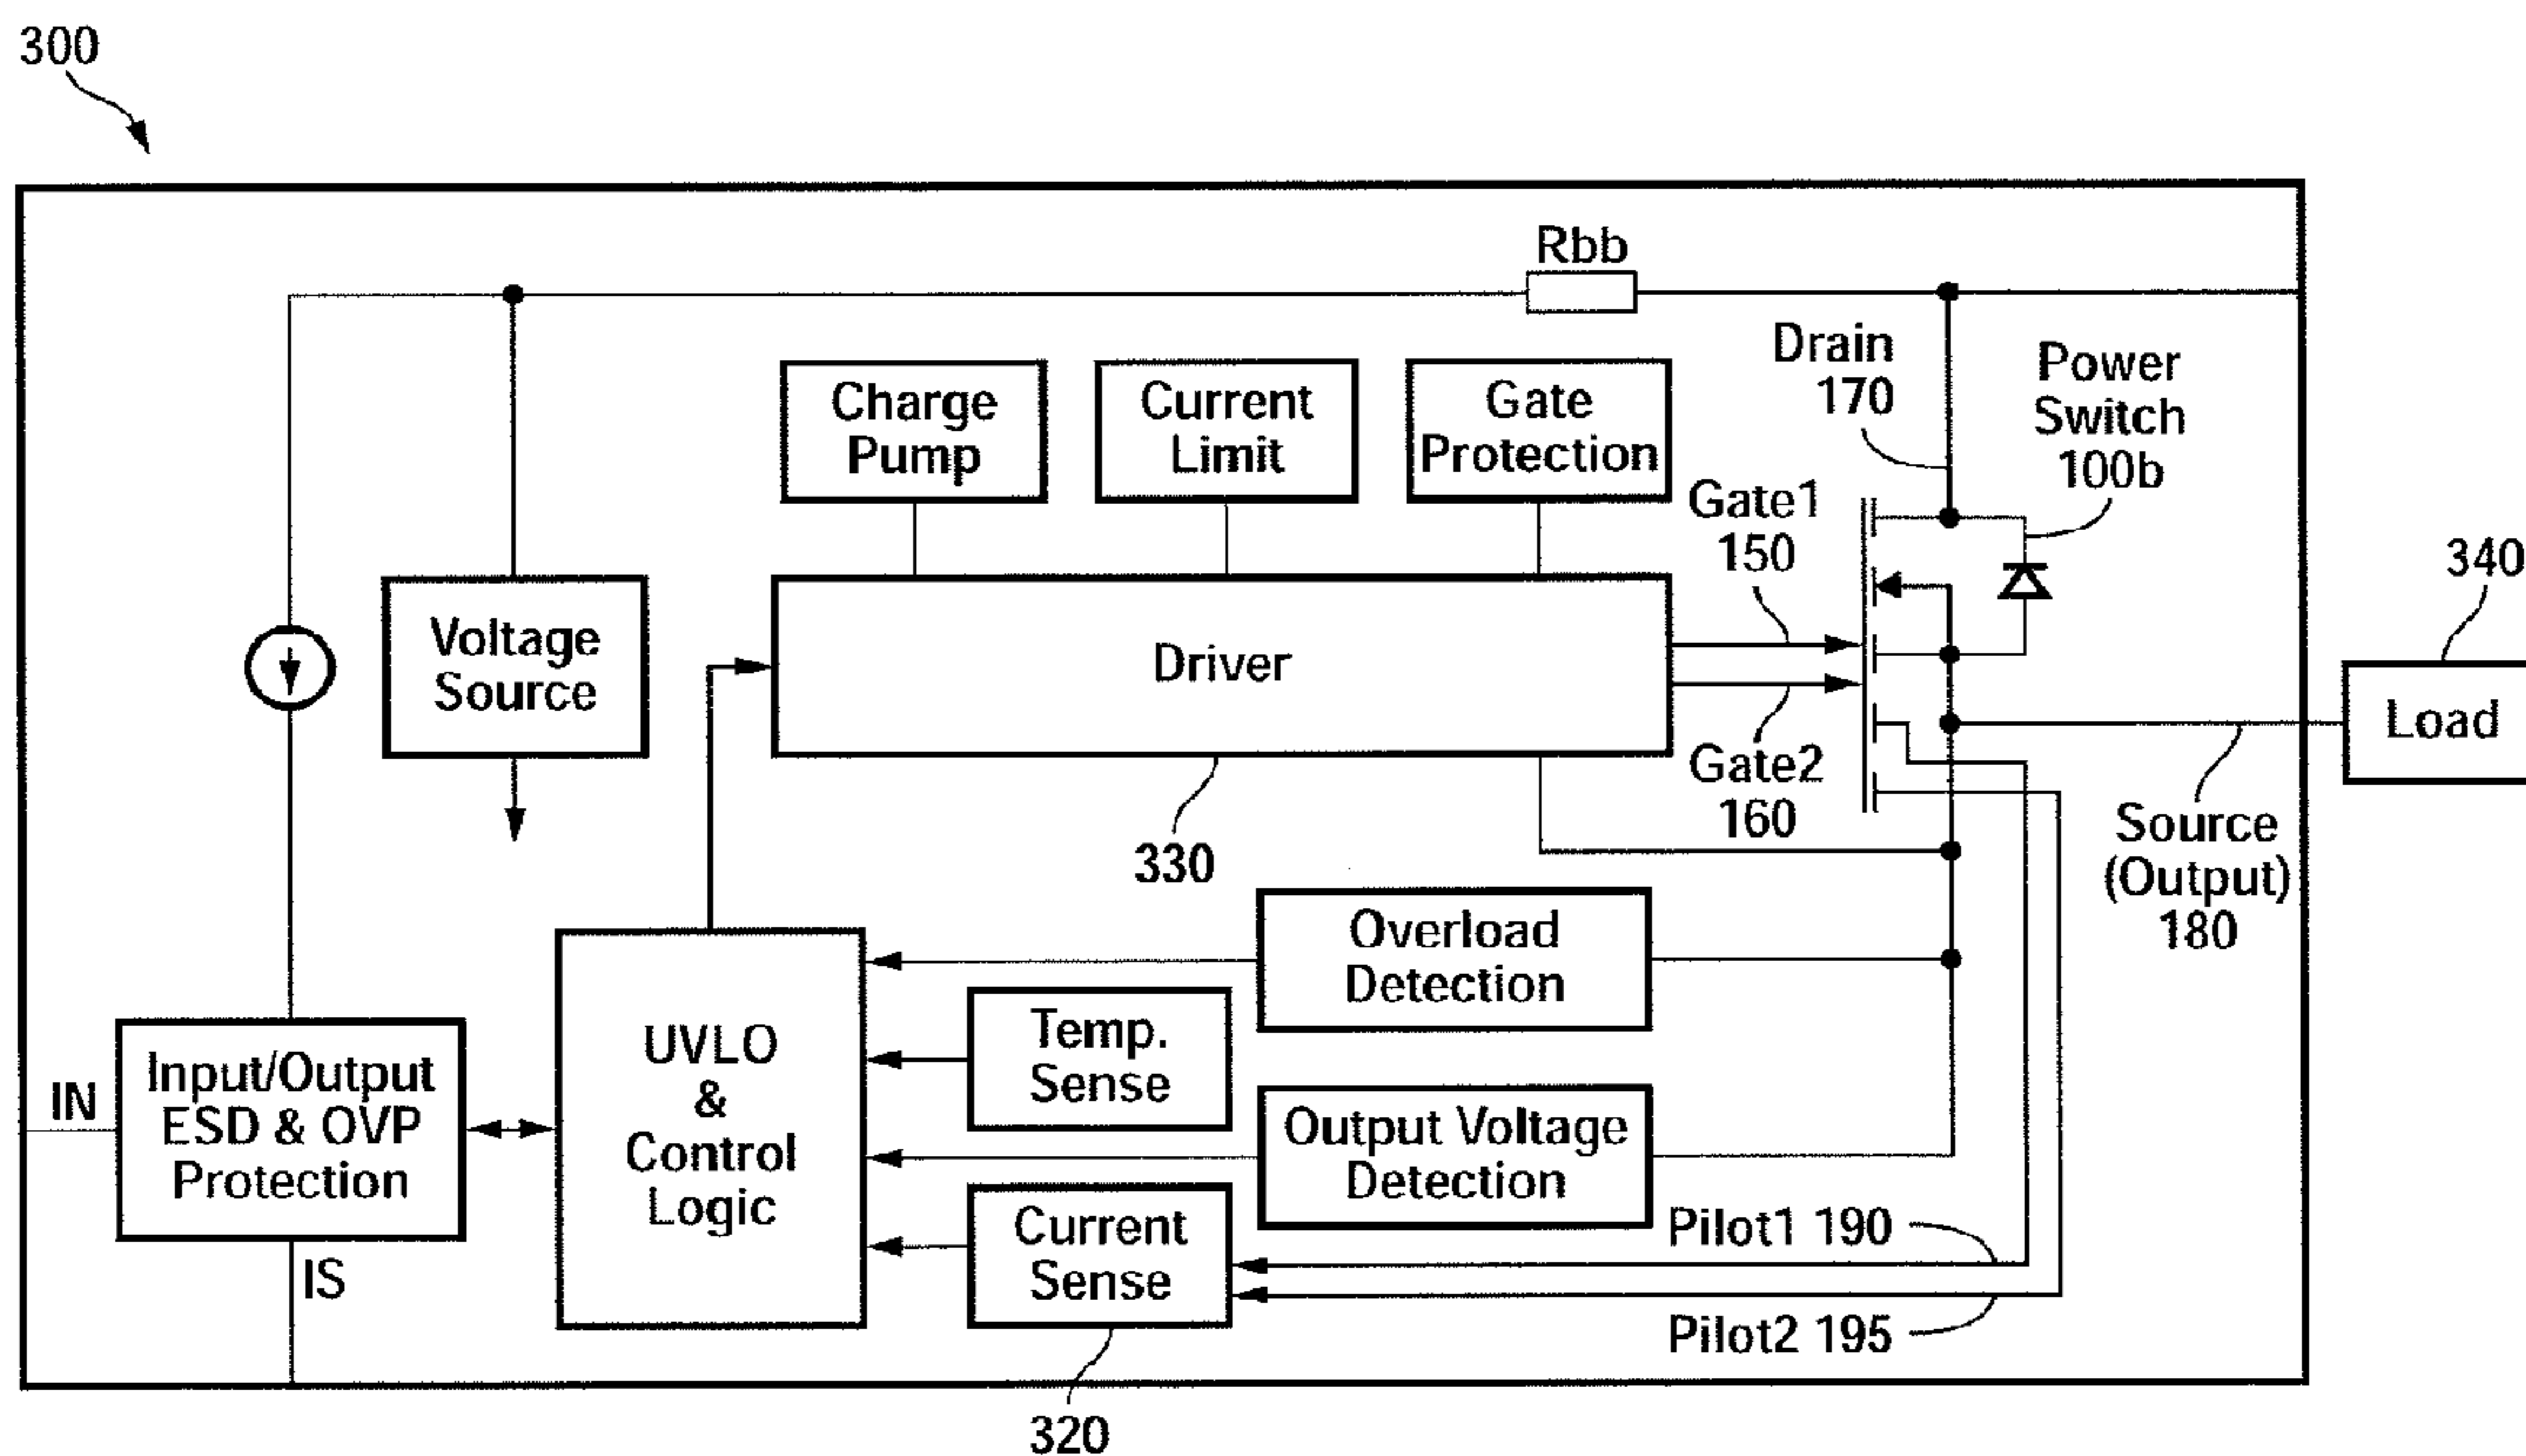 300
Rbb
Drain
170
Power
Switch
100b
Charge
Pump
Current
Limit
Gate
Protection
Gate1
150
340
Voltage
Source
Driver
Load
Gate2
160
330
Source
(Output)
180
Overload
Detection
Temp.
Sense
UVLO
&
Control
Logic
IN
Input/Output
ESD & OVP
Protection
Output Voltage
Detection
Current
Sense
Pilot1 190
IS
Pilot2 195
320